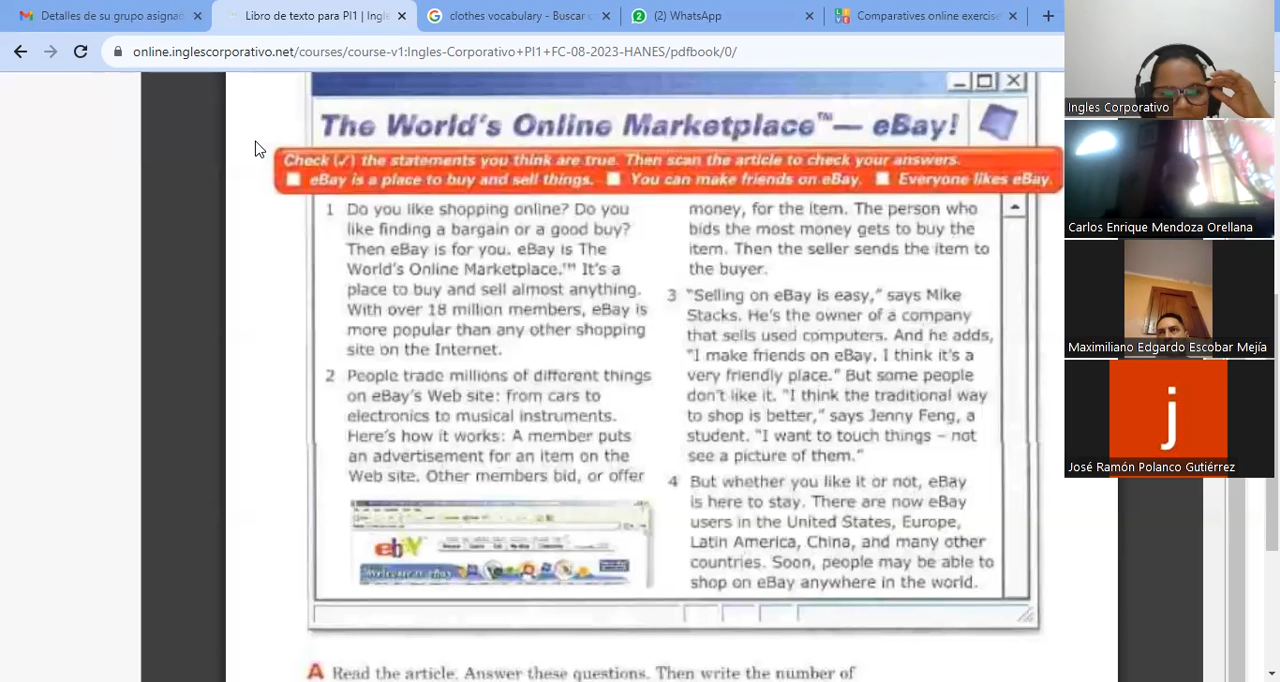 Detalles de su grupo asignad
Libro de texto para PI1 | Ingle
clothes vocabulary - Buscar c
(2) WhatsApp
Comparatives online exercise
online.inglescorporativo.net/courses/course-v1:Ingles-Corporativo+PI1+FC-08-2023-HANES/pdfbook/0/
The World's Online Marketplace™— eBay!
Check (✓) the statements you think are true. Then scan the article to check your answers.
eBay is a place to buy and sell things. You can make friends on eBay. Everyone likes eBay.
1 Do you like shopping online? Do you
like finding a bargain or a good buy?
Then eBay is for you. eBay is The
World's Online Marketplace.™ It's a
place to buy and sell almost anything.
With over 18 million members, eBay is
more popular than any other shopping
site on the Internet.
2 People trade millions of different things
on eBay's Web site: from cars to
electronics to musical instruments.
Here's how it works: A member puts
an advertisement for an item on the
Web site. Other members bid, or offer
money, for the item. The person who
bids the most money gets to buy the
item. Then the seller sends the item to
the buyer.
3 "Selling on eBay is easy," says Mike
Stacks. He's the owner of a company
that sells used computers. And he adds,
"I make friends on eBay. I think it's a
very friendly place." But some people
don't like it. "I think the traditional way
to shop is better," says Jenny Feng, a
student. "I want to touch things – not
see a picture of them."
4 But whether you like it or not, eBay
is here to stay. There are now eBay
users in the United States, Europe,
Latin America, China, and many other
countries. Soon, people may be able to
shop on eBay anywhere in the world.
ebY
A Read the article. Answer these questions. Then write the number of
Ingles Corporativo
Carlos Enrique Mendoza Orellana
Maximiliano Edgardo Escobar Mejía
j
José Ramón Polanco Gutiérrez